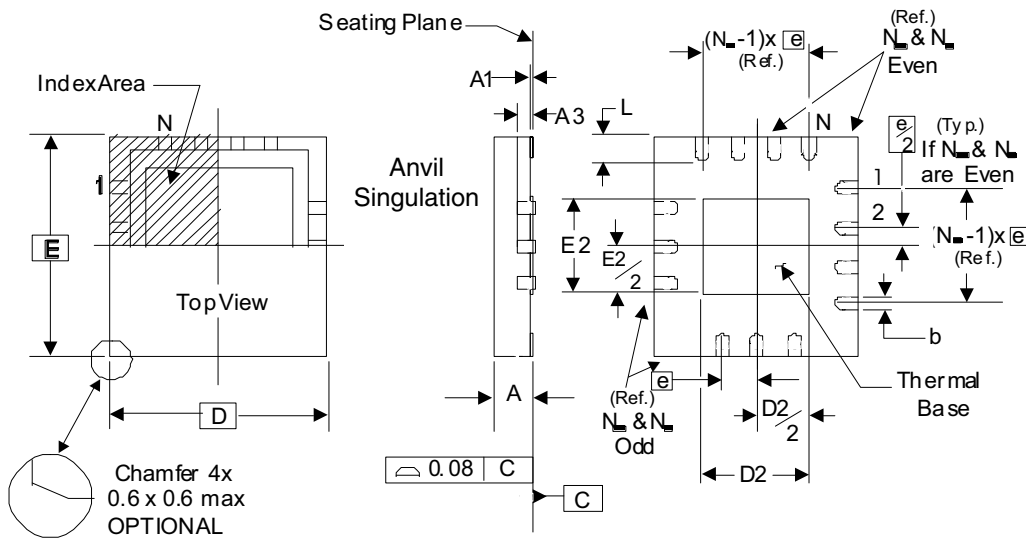 Seating Plane
(Ref.)
N & N
Even
(N -1)x e
(Ref.)
Index Area
A1
A3
L
N
N
e/2
(Typ.)
If N & N
are Even
1
Anvil
Singulation
1
2
E2
(N -1)x e
(Ref.)
E
E2/2
Top View
b
e
Thermal
Base
A
(Ref.)
N & N
Odd
D2/2
D
D2
Chamfer 4x
0.6 x 0.6 max
OPTIONAL
0.08 C
C